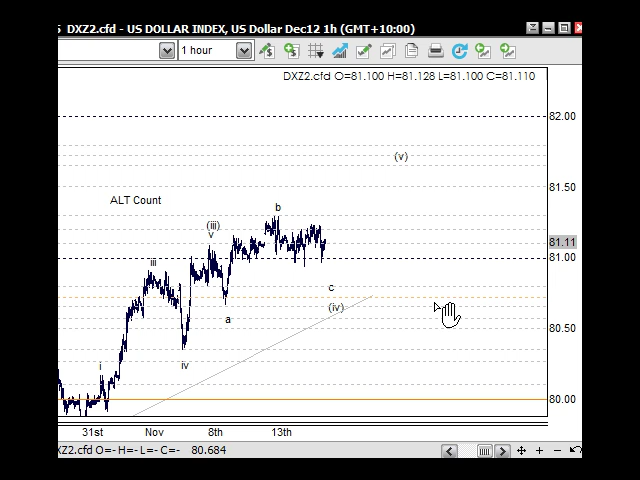 DXZ2.cfd - US DOLLAR INDEX, US Dollar Dec12 1h (GMT+10:00)
1 hour
DXZ2.cfd O=81.100 H=81.128 L=81.100 C=81.110
82.00
(v)
81.50
ALT Count
b
(iii)
v
81.11
81.00
iii
c
(iv)
a
80.50
iv
i
80.00
31st Nov 8th 13th
XZ2.cfd O=- H=- L=- C=- 80.684